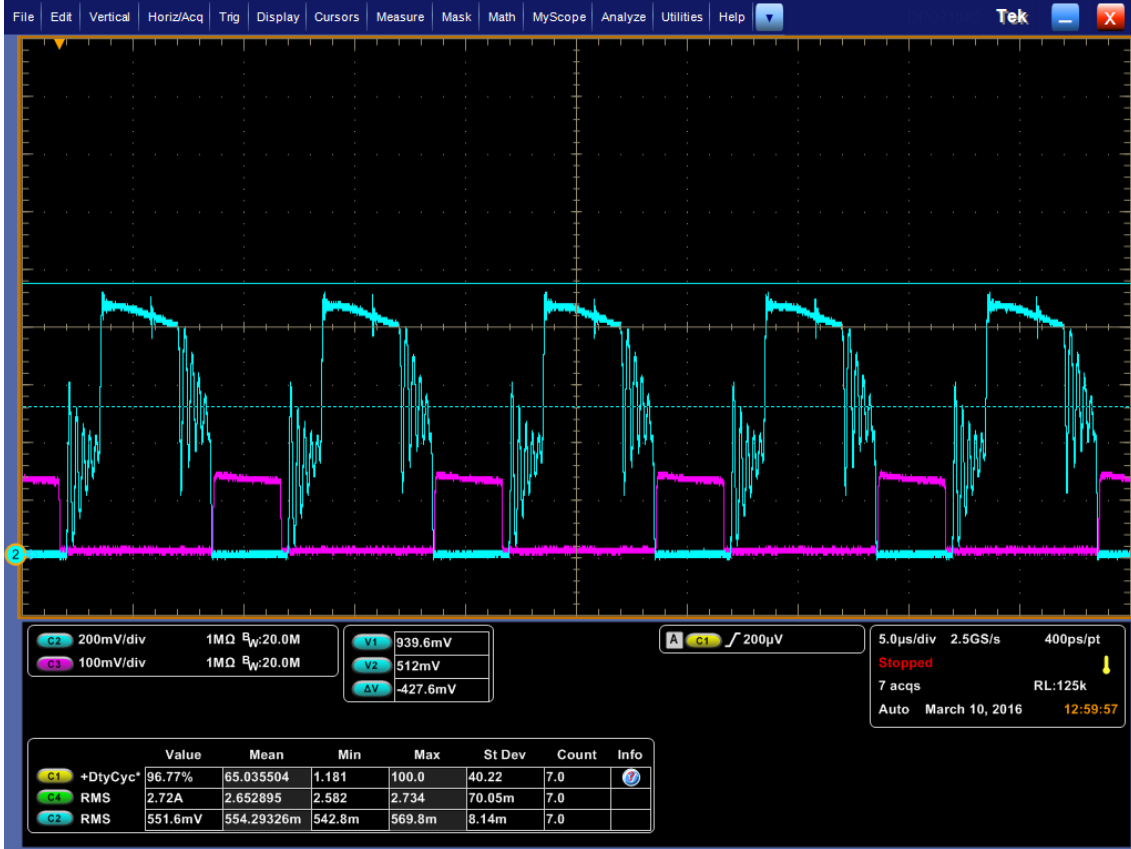 File Edit Vertical Horiz/Acq Trig Display Cursors Measure Mask Math MyScope Analyze Utilities Help Tek X
2
C2 200mV/div 1MΩ BW:20.0M
C3 100mV/div 1MΩ BW:20.0M
V1 939.6mV
V2 512mV
ΔV -427.6mV
A C1 200µV
5.0µs/div 2.5GS/s 400ps/pt
Stopped
7 acqs RL:125k
Auto March 10, 2016 12:59:57
Value Mean Min Max St Dev Count Info
C1 +DtyCyc* 96.77% 65.035504 1.181 100.0 40.22 7.0
C4 RMS 2.72A 2.652895 2.582 2.734 70.05m 7.0
C2 RMS 551.6mV 554.29326m 542.8m 569.8m 8.14m 7.0